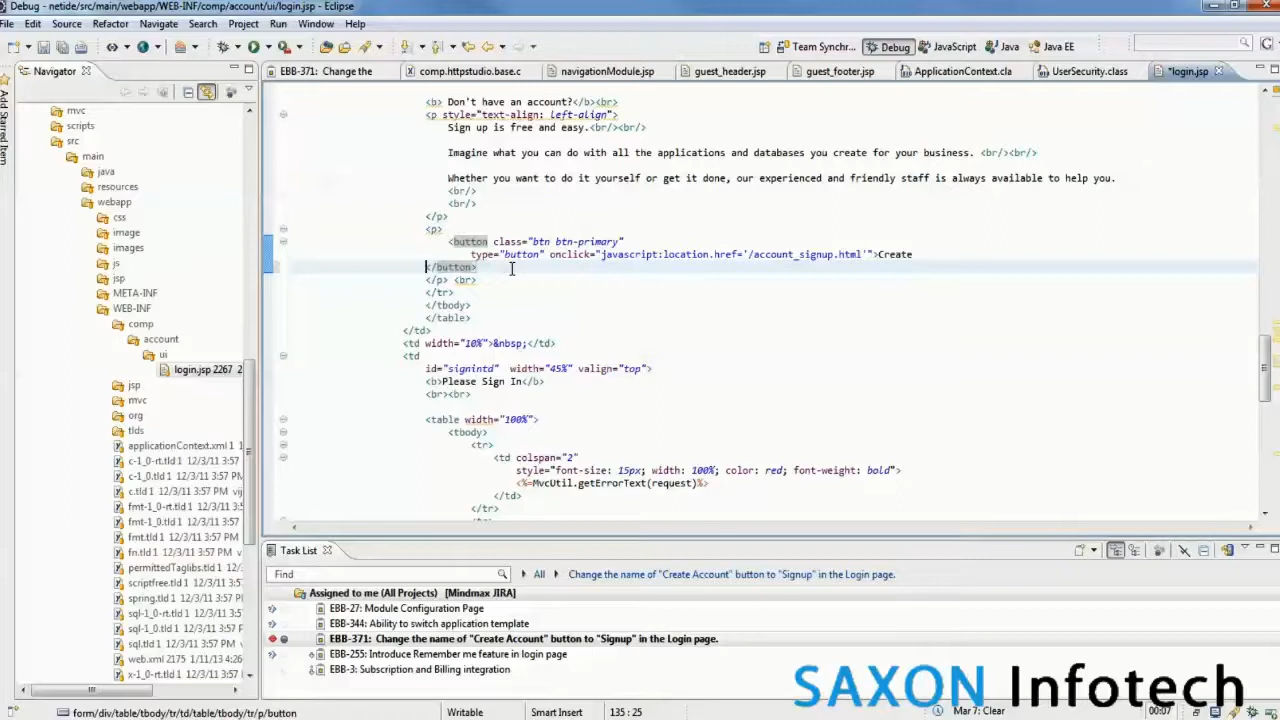 Debug - netide/src/main/webapp/WEB-INF/comp/account/ui/login.jsp - Eclipse
File Edit Source Refactor Navigate Search Project Run Window Help
Team Synchr... Debug JavaScript Java Java EE
Add Starred Item
Navigator
EBB-371: Change the
comp.httpstudio.base.c
navigationModule.jsp
guest_header.jsp
guest_footer.jsp
ApplicationContext.cla
UserSecurity.class
*login.jsp
mvc
scripts
src
main
java
resources
webapp
css
image
images
js
jsp
META-INF
WEB-INF
comp
account
ui
login.jsp 2267 2
jsp
mvc
org
tlds
applicationContext.xml 1 1
c-1_0-rt.tld 1 12/3/11 3:57
c-1_0.tld 1 12/3/11 3:57 P
c.tld 1 12/3/11 3:57 PM vij
fmt-1_0-rt.tld 1 12/3/11 3:57
fmt-1_0.tld 1 12/3/11 3:57
fmt.tld 1 12/3/11 3:57 PM
fn.tld 1 12/3/11 3:57 PM v
permittedTaglibs.tld
scriptfree.tld 1 12/3/11 3:57
spring.tld 1 12/3/11 3:57
sql-1_0-rt.tld 1 12/3/11 3:57
sql-1_0.tld 1 12/3/11 3:57
sql.tld 1 12/3/11 3:57 PM
web.xml 2175 1/11/13 4:26
x-1_0-rt.tld 1 12/3/11 3:57
<b> Don't have an account?</b><br>
<p style="text-align: left-align">
Sign up is free and easy.<br/><br/>
Imagine what you can do with all the applications and databases you create for your business. <br/><br/>
Whether you want to do it yourself or get it done, our experienced and friendly staff is always available to help you.
<br/>
<br/>
</p>
<p>
<button class="btn btn-primary"
type="button" onclick="javascript:location.href='/account_signup.html'">Create
</button>
</p> <br>
</tr>
</tbody>
</table>
</td>
<td width="10%">&nbsp;</td>
<td
id="signintd" width="45%" valign="top">
<b>Please Sign In</b>
<br><br>
<table width="100%">
<tbody>
<tr>
<td colspan="2"
style="font-size: 15px; width: 100%; color: red; font-weight: bold">
<%=MvcUtil.getErrorText(request)%>
</td>
</tr>
Task List
Find All Change the name of "Create Account" button to "Signup" in the Login page.
Assigned to me (All Projects) [Mindmax JIRA]
EBB-27: Module Configuration Page
EBB-344: Ability to switch application template
EBB-371: Change the name of "Create Account" button to "Signup" in the Login page.
EBB-255: Introduce Remember me feature in login page
EBB-3: Subscription and Billing integration
SAXON Infotech
form/div/table/tbody/tr/td/table/tbody/tr/p/button Writable Smart Insert 135 : 25 Mar 7: Clear 00:07